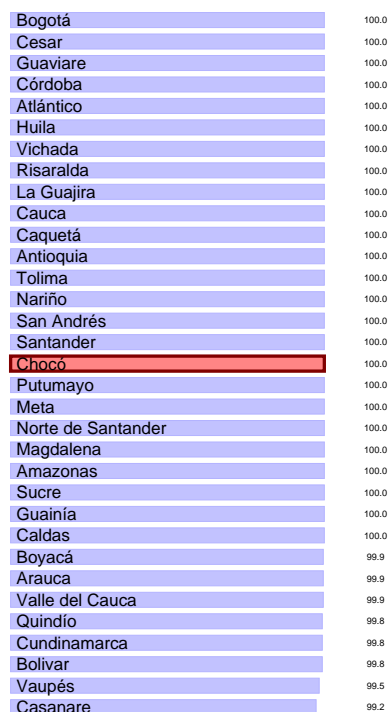 Bogotá 100.0
Cesar 100.0
Guaviare 100.0
Córdoba 100.0
Atlántico 100.0
Huila 100.0
Vichada 100.0
Risaralda 100.0
La Guajira 100.0
Cauca 100.0
Caquetá 100.0
Antioquia 100.0
Tolima 100.0
Nariño 100.0
San Andrés 100.0
Santander 100.0
Chocó 100.0
Putumayo 100.0
Meta 100.0
Norte de Santander 100.0
Magdalena 100.0
Amazonas 100.0
Sucre 100.0
Guainía 100.0
Caldas 100.0
Boyacá 99.9
Arauca 99.9
Valle del Cauca 99.9
Quindío 99.8
Cundinamarca 99.8
Bolivar 99.8
Vaupés 99.5
Casanare 99.2